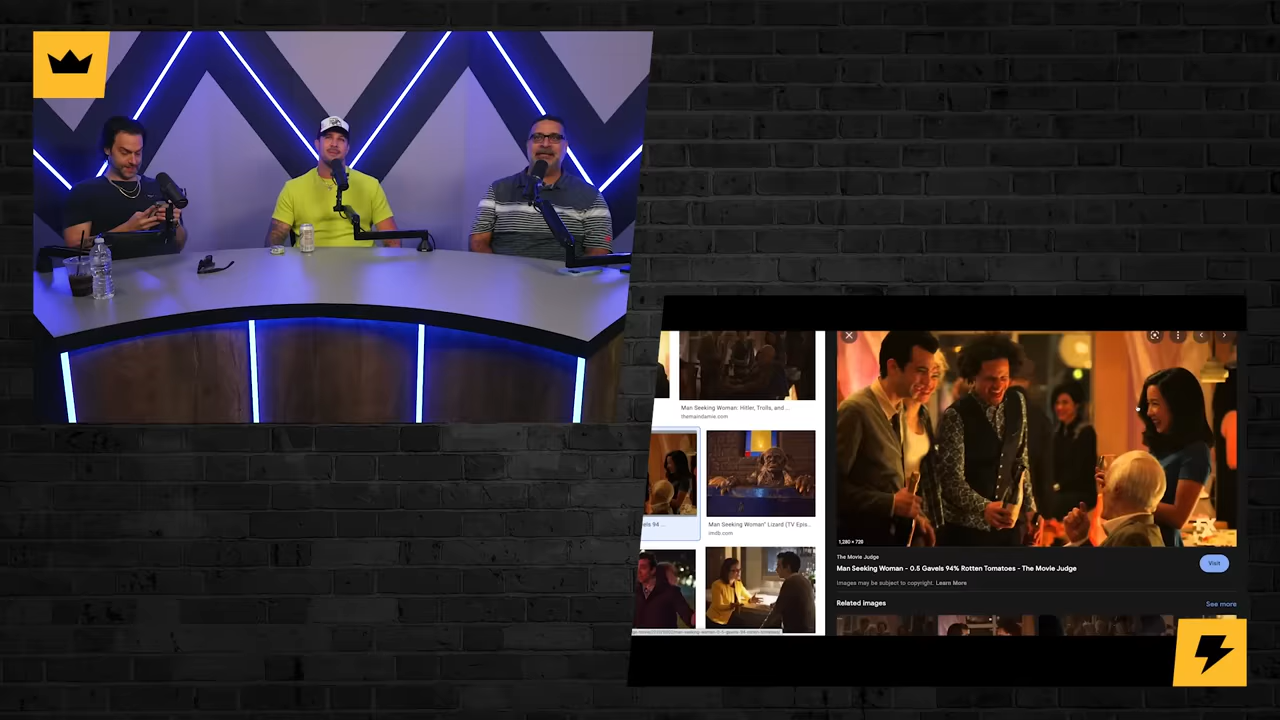 Man Seeking Woman: Hitler, Trolls, and ...
themaindamie.com
els 94 ...
Man Seeking Woman" Lizard (TV Epis...
imdb.com
1,280 × 720
The Movie Judge
Man Seeking Woman - 0.5 Gavels 94% Rotten Tomatoes - The Movie Judge
Visit
Images may be subject to copyright. Learn More
Related images
See more